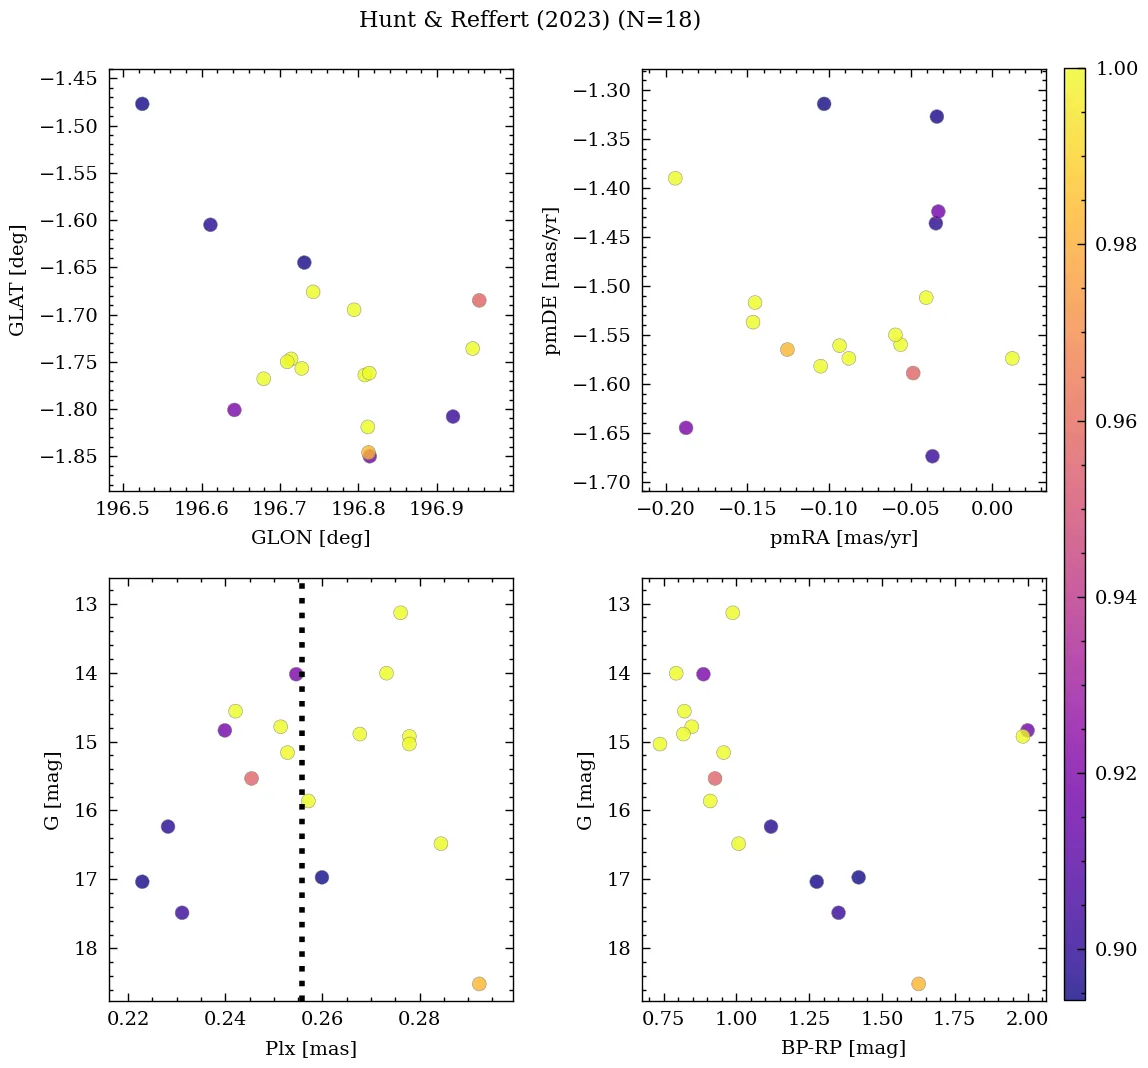 Hunt & Reffert (2023) (N=18)
−1.45
−1.50
−1.55
−1.60
−1.65
−1.70
−1.75
−1.80
−1.85
GLAT [deg]
196.5 196.6 196.7 196.8 196.9
GLON [deg]
−1.30
−1.35
−1.40
−1.45
−1.50
−1.55
−1.60
−1.65
−1.70
pmDE [mas/yr]
−0.20 −0.15 −0.10 −0.05 0.00
pmRA [mas/yr]
13
14
15
16
17
18
G [mag]
0.22 0.24 0.26 0.28
Plx [mas]
13
14
15
16
17
18
G [mag]
0.75 1.00 1.25 1.50 1.75 2.00
BP-RP [mag]
1.00
0.98
0.96
0.94
0.92
0.90